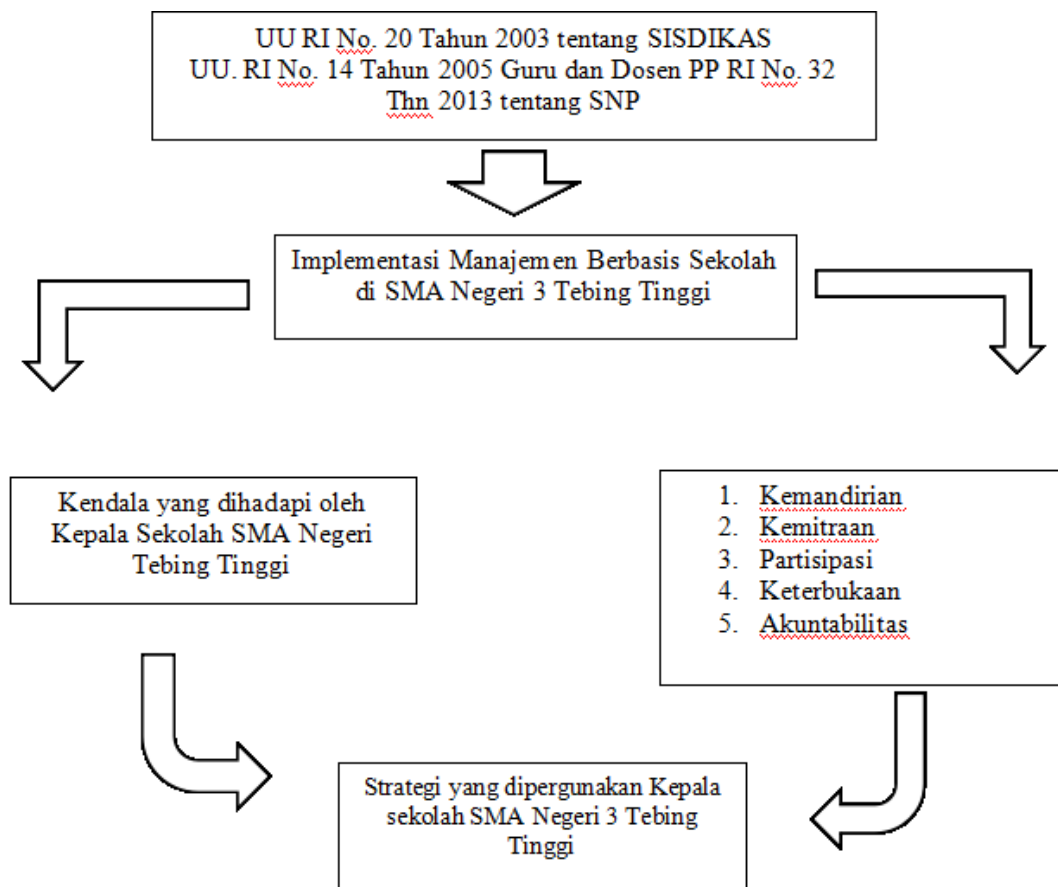 UU RI No. 20 Tahun 2003 tentang SISDIKAS
UU. RI No. 14 Tahun 2005 Guru dan Dosen PP RI No. 32
Thn 2013 tentang SNP
Implementasi Manajemen Berbasis Sekolah
di SMA Negeri 3 Tebing Tinggi
Kendala yang dihadapi oleh
Kepala Sekolah SMA Negeri
Tebing Tinggi
1. Kemandirian
2. Kemitraan
3. Partisipasi
4. Keterbukaan
5. Akuntabilitas
Strategi yang dipergunakan Kepala
sekolah SMA Negeri 3 Tebing
Tinggi